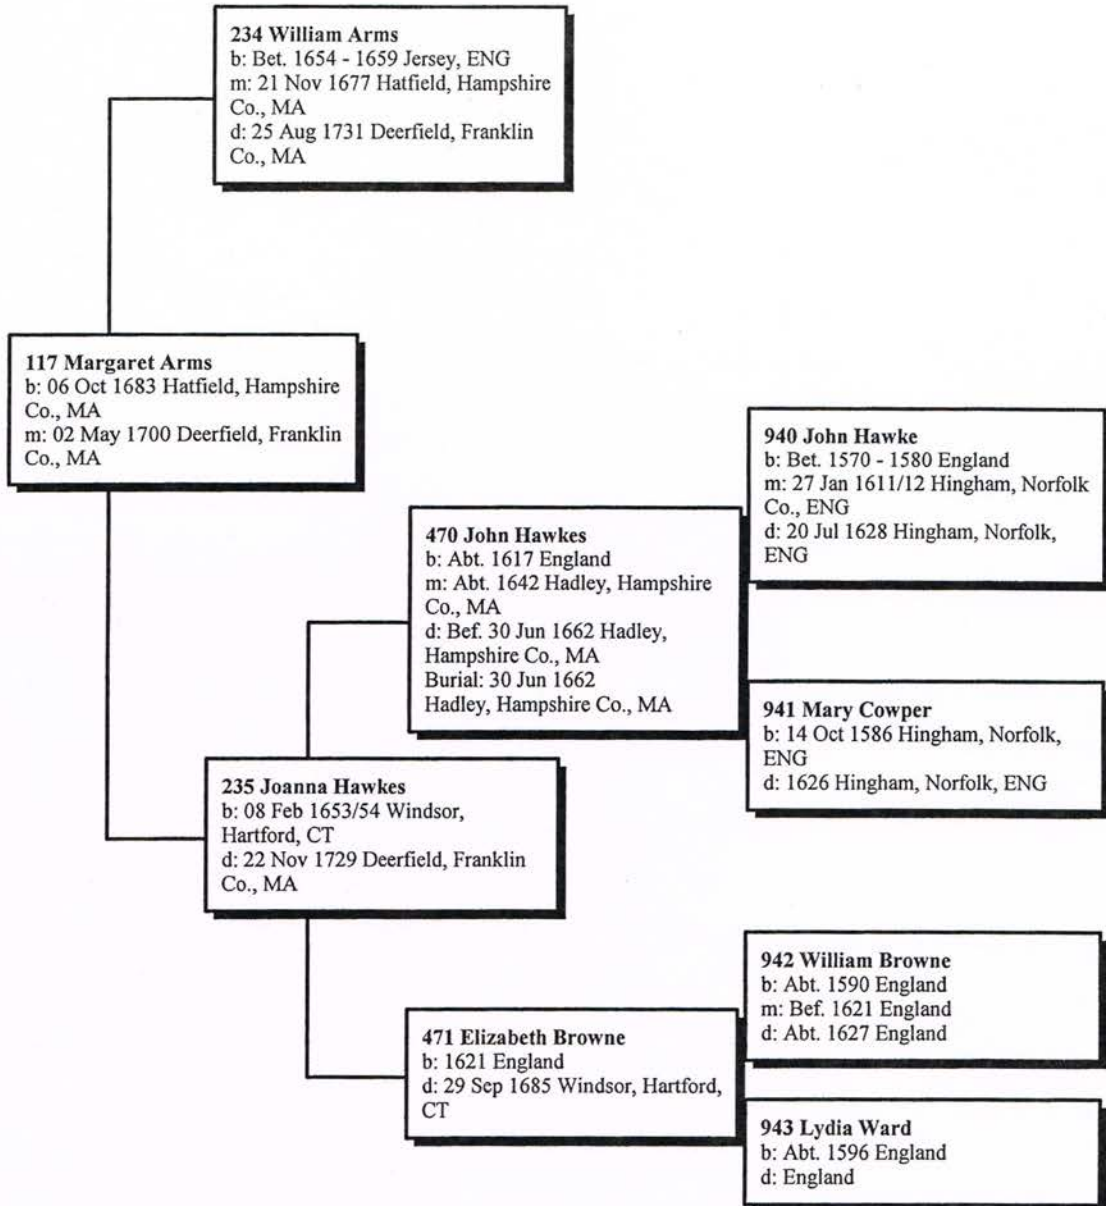 234 William Arms
b: Bet. 1654 - 1659 Jersey, ENG
m: 21 Nov 1677 Hatfield, Hampshire
Co., MA
d: 25 Aug 1731 Deerfield, Franklin
Co., MA
117 Margaret Arms
b: 06 Oct 1683 Hatfield, Hampshire
Co., MA
m: 02 May 1700 Deerfield, Franklin
Co., MA
940 John Hawke
b: Bet. 1570 - 1580 England
m: 27 Jan 1611/12 Hingham, Norfolk
Co., ENG
d: 20 Jul 1628 Hingham, Norfolk,
ENG
470 John Hawkes
b: Abt. 1617 England
m: Abt. 1642 Hadley, Hampshire
Co., MA
d: Bef. 30 Jun 1662 Hadley,
Hampshire Co., MA
Burial: 30 Jun 1662
Hadley, Hampshire Co., MA
941 Mary Cowper
b: 14 Oct 1586 Hingham, Norfolk,
ENG
d: 1626 Hingham, Norfolk, ENG
235 Joanna Hawkes
b: 08 Feb 1653/54 Windsor,
Hartford, CT
d: 22 Nov 1729 Deerfield, Franklin
Co., MA
942 William Browne
b: Abt. 1590 England
m: Bef. 1621 England
d: Abt. 1627 England
471 Elizabeth Browne
b: 1621 England
d: 29 Sep 1685 Windsor, Hartford,
CT
943 Lydia Ward
b: Abt. 1596 England
d: England